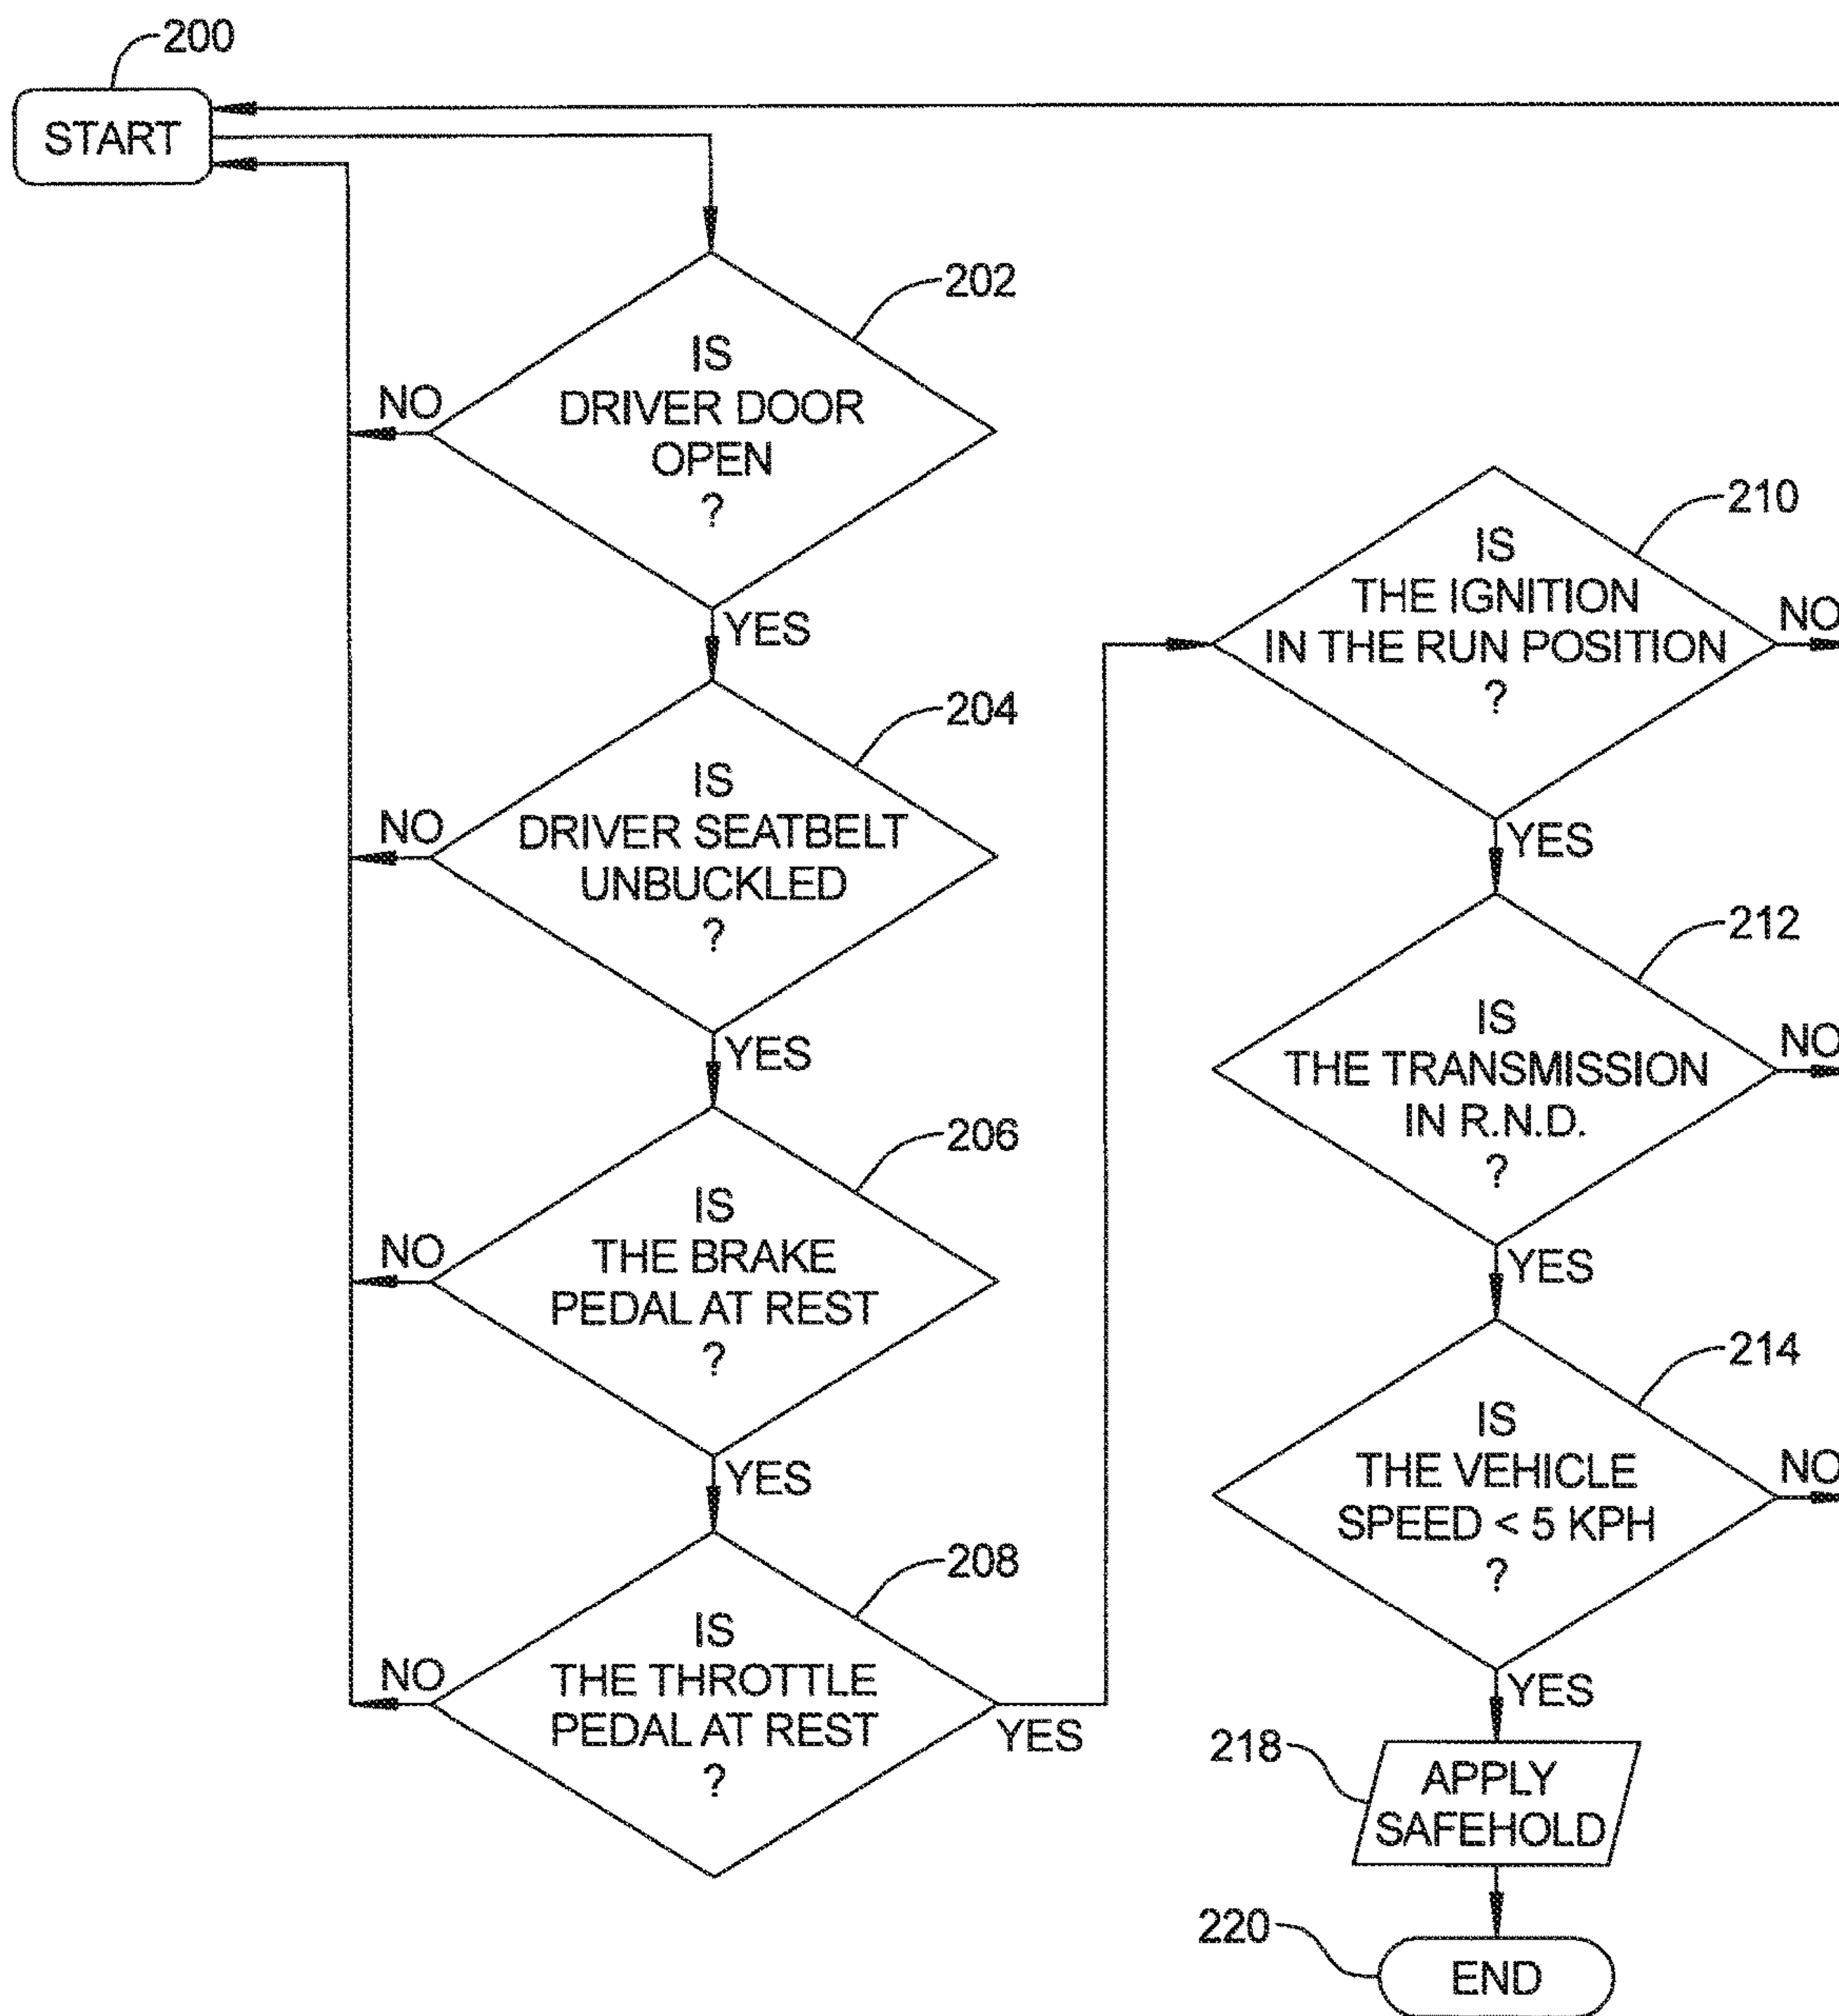 200
START
202
IS
DRIVER DOOR
OPEN
?
NO
YES
204
IS
DRIVER SEATBELT
UNBUCKLED
?
NO
YES
206
IS
THE BRAKE
PEDAL AT REST
?
NO
YES
208
IS
THE THROTTLE
PEDAL AT REST
?
NO
YES
210
IS
THE IGNITION
IN THE RUN POSITION
?
NO
YES
212
IS
THE TRANSMISSION
IN R.N.D.
?
NO
YES
214
IS
THE VEHICLE
SPEED < 5 KPH
?
NO
YES
218
APPLY
SAFEHOLD
220
END